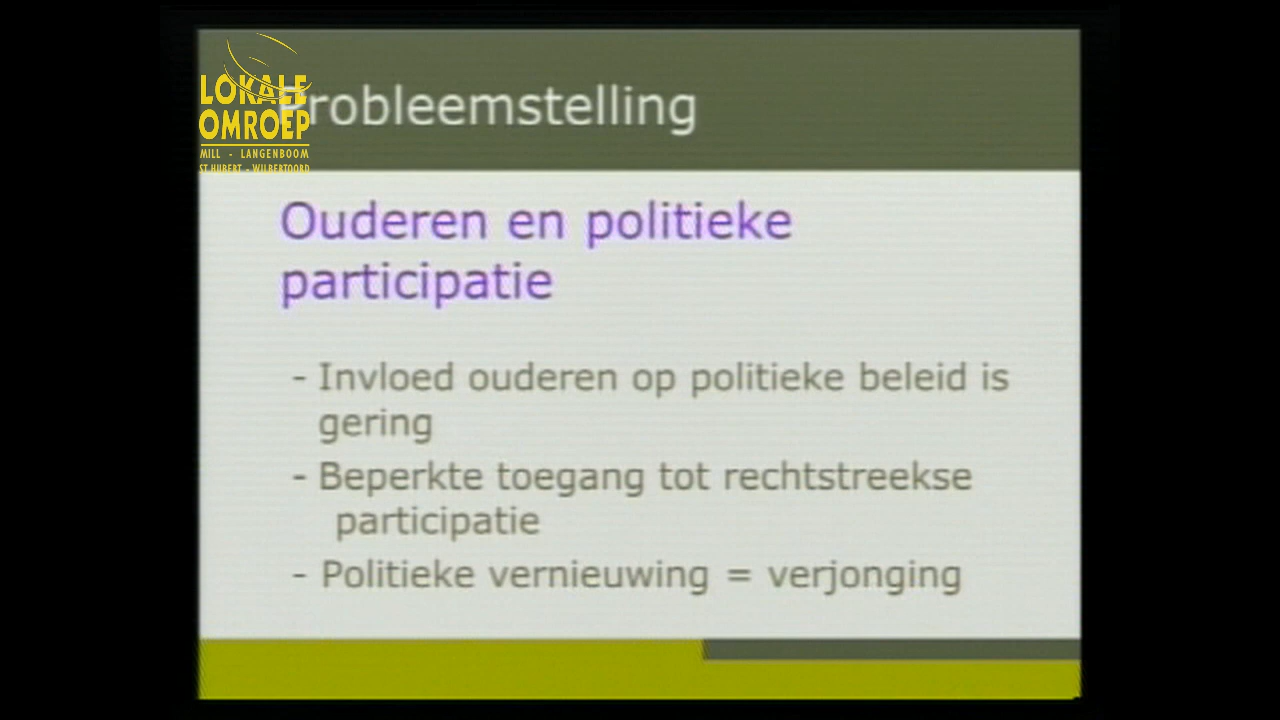 LOKALE
OMROEP
MILL - LANGENBOOM
ST HUBERT - WILBERTOORD
Probleemstelling
Ouderen en politieke
participatie
- Invloed ouderen op politieke beleid is
gering
- Beperkte toegang tot rechtstreekse
participatie
- Politieke vernieuwing = verjonging